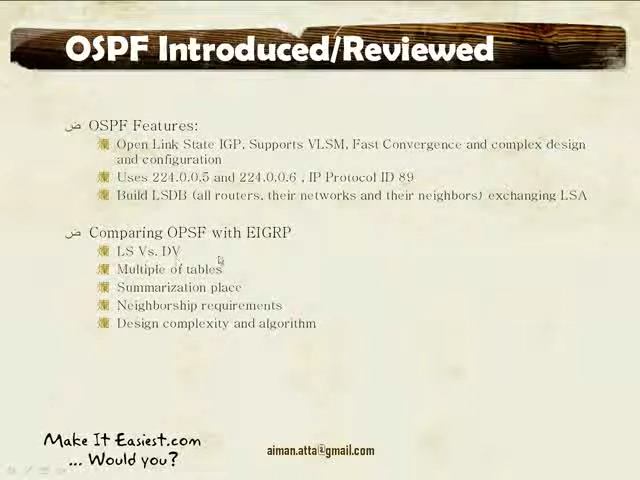 OSPF Introduced/Reviewed
OSPF Features:
Open Link State IGP, Supports VLSM, Fast Convergence and complex design
and configuration
Uses 224.0.0.5 and 224.0.0.6 , IP Protocol ID 89
Build LSDB (all routers, their networks and their neighbors) exchanging LSA
Comparing OPSF with EIGRP
LS Vs. DV
Multiple of tables
Summarization place
Neighborship requirements
Design complexity and algorithm
Make It Easiest.com
... Would you?
aiman.atta@gmail.com